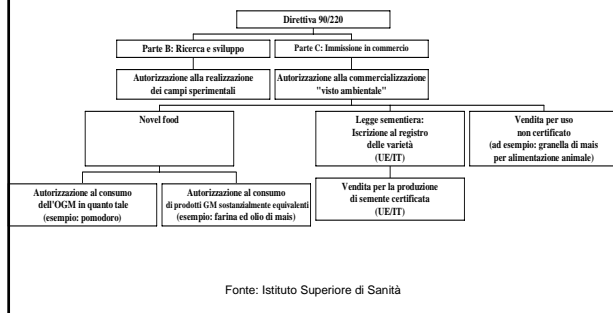 Direttiva 90/220
Parte B: Ricerca e sviluppo
Parte C: Immissione in commercio
Autorizzazione alla realizzazione
dei campi sperimentali
Autorizzazione alla commercializzazione
"visto ambientale"
Novel food
Legge sementiera:
Iscrizione al registro
delle varietà
(UE/IT)
Vendita per uso
non certificato
(ad esempio: granella di mais
per alimentazione animale)
Autorizzazione al consumo
dell'OGM in quanto tale
(esempio: pomodoro)
Autorizzazione al consumo
di prodotti GM sostanzialmente equivalenti
(esempio: farina ed olio di mais)
Vendita per la produzione
di semente certificata
(UE/IT)
Fonte: Istituto Superiore di Sanità